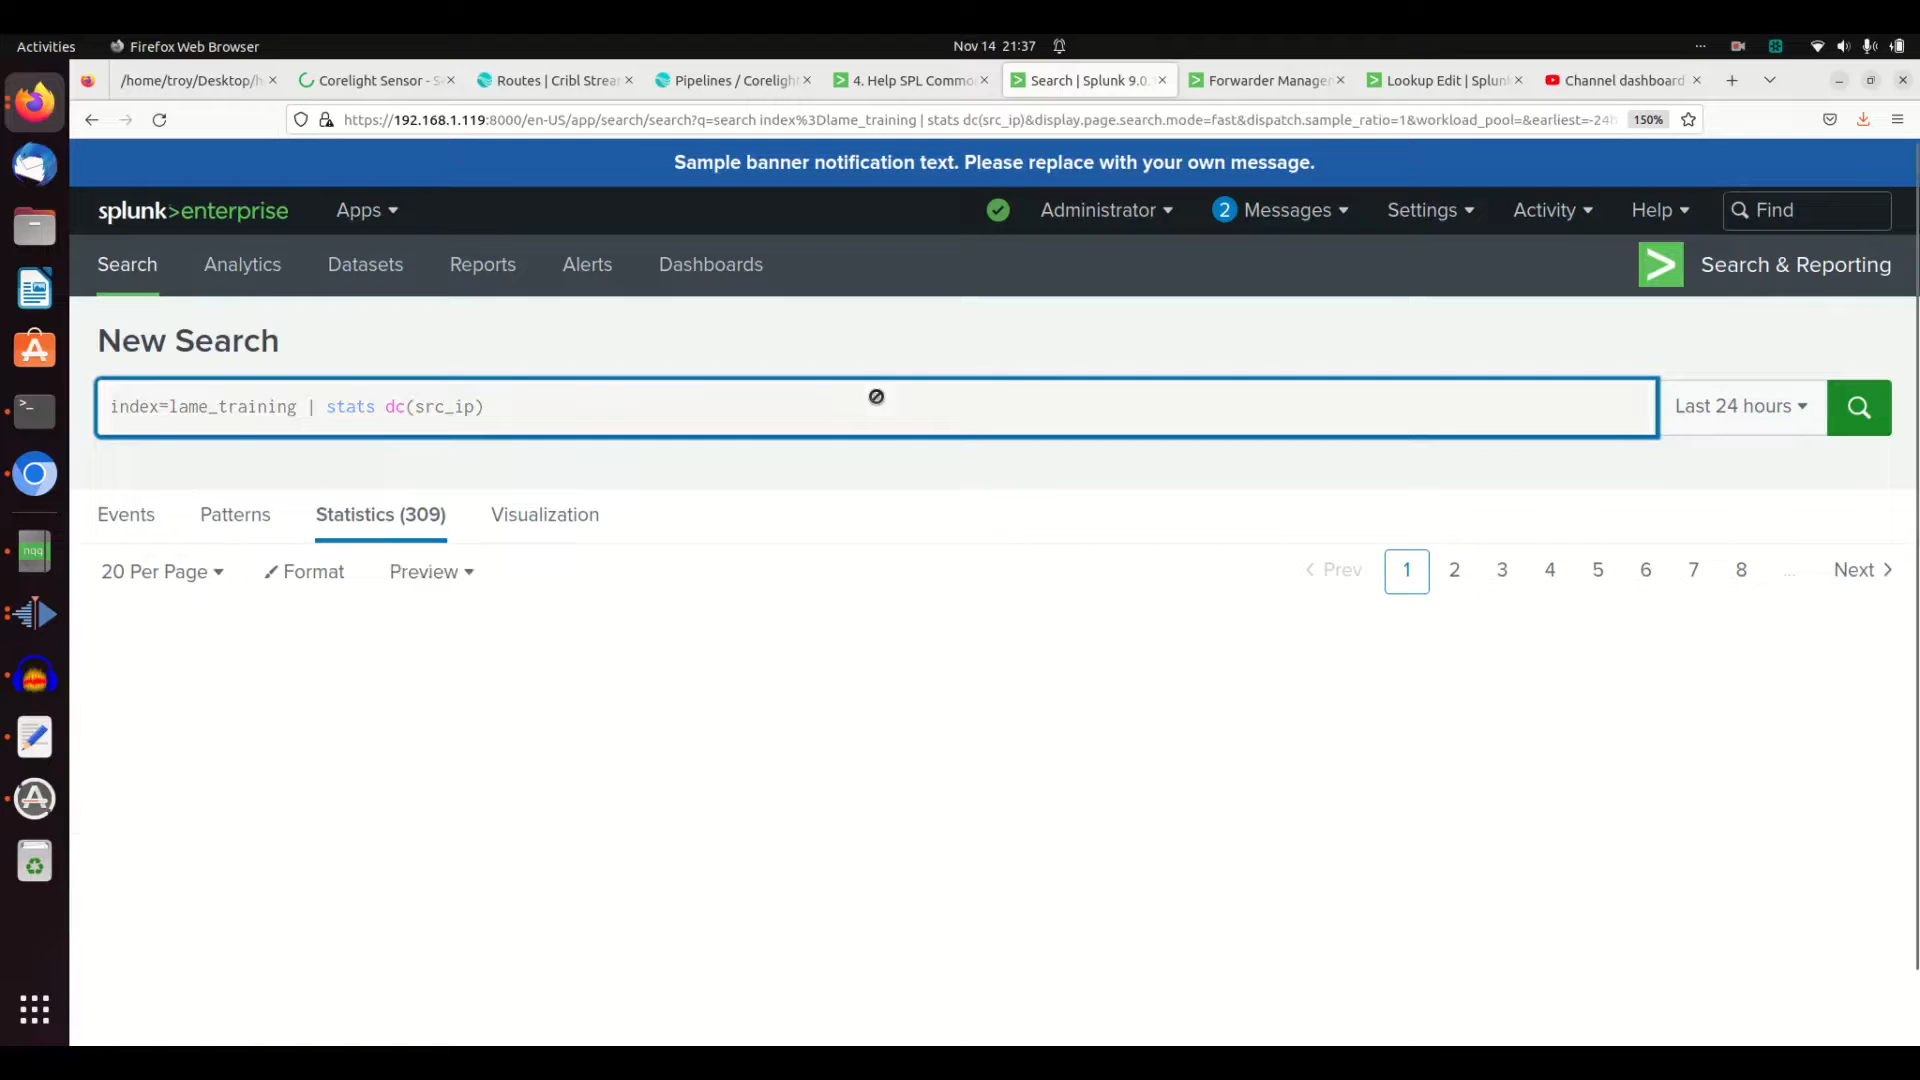 Activities
Firefox Web Browser
Nov 14 21:37
/home/troy/Desktop/h
Corelight Sensor - S
Routes | Cribl Strea
Pipelines / Corelight
4. Help SPL Commo
Search | Splunk 9.0.
Forwarder Manage
Lookup Edit | Splun
Channel dashboard
https://192.168.1.119:8000/en-US/app/search/search?q=search index%3Dlame_training | stats dc(src_ip)&display.page.search.mode=fast&dispatch.sample_ratio=1&workload_pool=&earliest=-24h
150%
Sample banner notification text. Please replace with your own message.
splunk>enterprise
Apps
Administrator
2 Messages
Settings
Activity
Help
Find
Search
Analytics
Datasets
Reports
Alerts
Dashboards
Search & Reporting
New Search
index=lame_training | stats dc(src_ip)
Last 24 hours
Events
Patterns
Statistics (309)
Visualization
20 Per Page
Format
Preview
< Prev
1
2
3
4
5
6
7
8
...
Next >
nqq